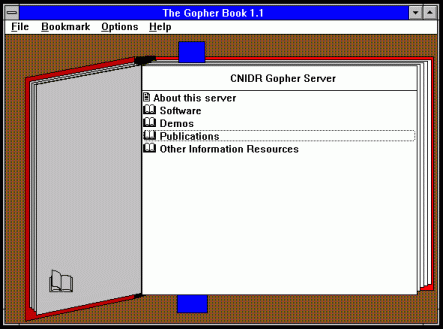 The Gopher Book 1.1
File Bookmark Options Help
CNIDR Gopher Server
About this server
Software
Demos
Publications
Other Information Resources